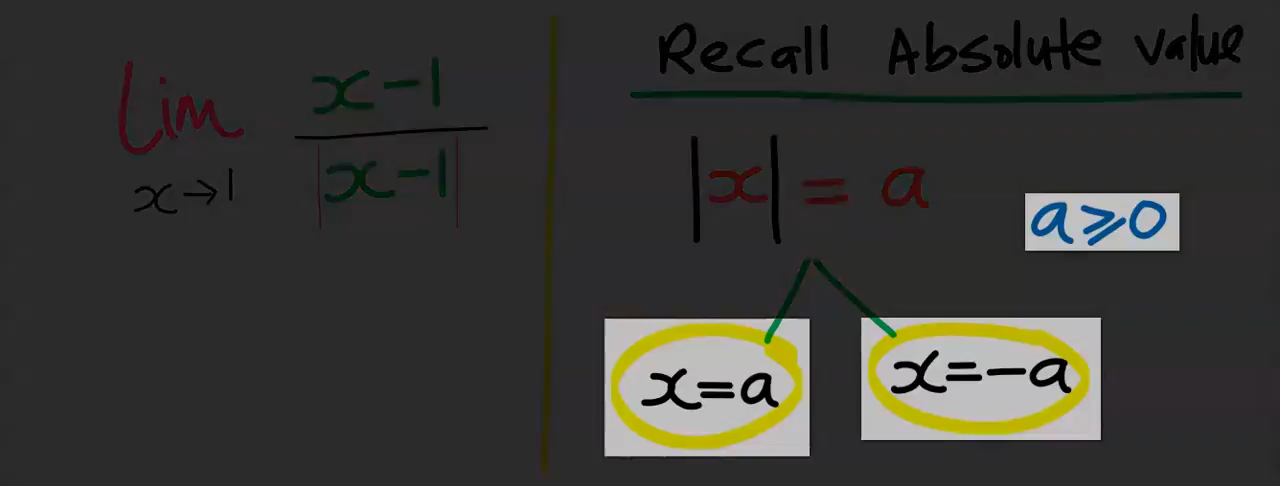 Lim x→1 x-1 / |x-1|
Recall Absolute value
|x| = a
a≥0
x=a
x=-a